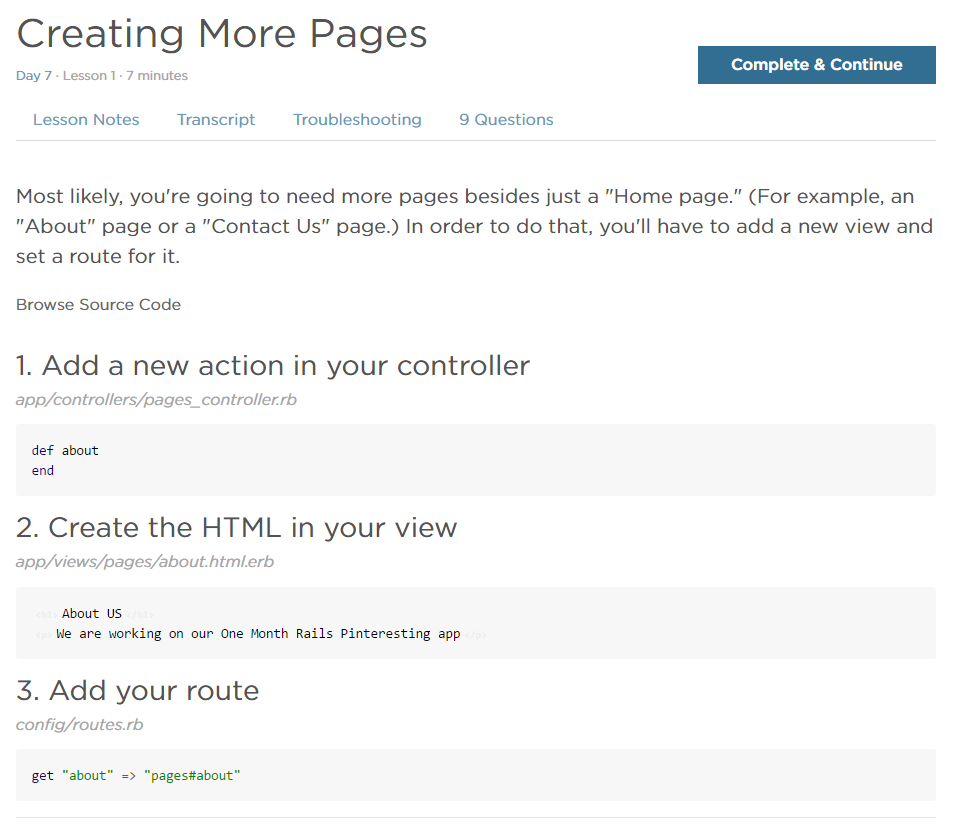 Creating More Pages
Day 7 · Lesson 1 · 7 minutes
Complete & Continue
Lesson Notes Transcript Troubleshooting 9 Questions
Most likely, you're going to need more pages besides just a "Home page." (For example, an
"About" page or a "Contact Us" page.) In order to do that, you'll have to add a new view and
set a route for it.
Browse Source Code
1. Add a new action in your controller
app/controllers/pages_controller.rb
def about
end
2. Create the HTML in your view
app/views/pages/about.html.erb
About US
<p> We are working on our One Month Rails Pinteresting app </p>
3. Add your route
config/routes.rb
get "about" => "pages#about"